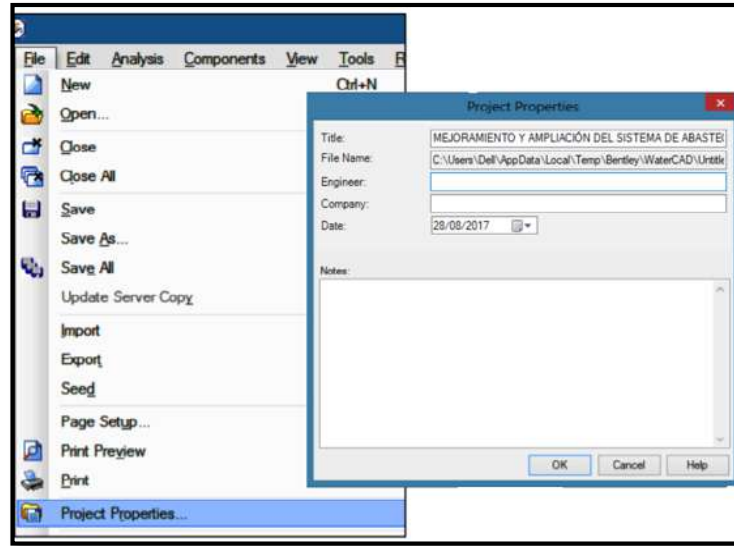 File Edit Analysis Components View Tools R
New Ctrl+N
Open...
Close
Close All
Save
Save As...
Save All
Update Server Copy
Import
Export
Seed
Page Setup...
Print Preview
Print
Project Properties...
Project Properties
Title: MEJORAMIENTO Y AMPLIACIÓN DEL SISTEMA DE ABASTE
File Name: C:\Users\Dell\AppData\Local\Temp\Bentley\WaterCAD\Untitle
Engineer:
Company:
Date: 28/08/2017
Notes:
OK Cancel Help